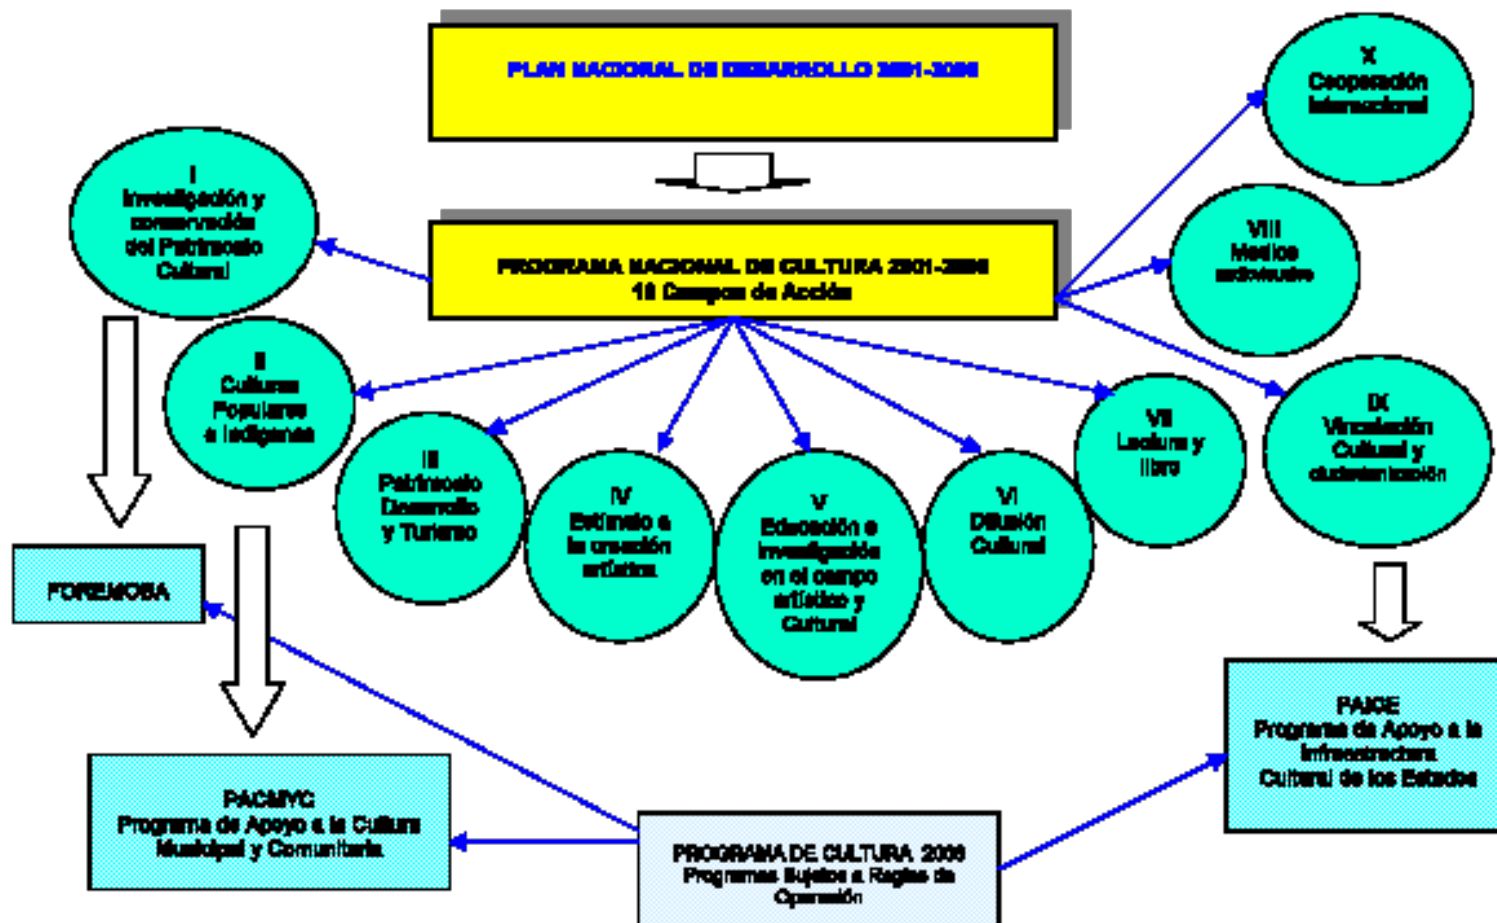 PLAN NACIONAL DE DESARROLLO 2001-2006
X
Cooperación
Internacional
I
Investigación y
conservación
del Patrimonio
Cultural
VIII
Medios
audiovisuales
PROGRAMA NACIONAL DE CULTURA 2001-2006
10 Campos de Acción
II
Culturas
Populares
e Indígenas
III
Patrimonio
Desarrollo
y Turismo
IV
Estímulo a
la creación
artística
V
Educación e
investigación
en el campo
artístico y
Cultural
VI
Difusión
Cultural
VII
Lectura y
libro
IX
Vinculación
Cultural y
ciudadanización
FOREMOBA
PACMYC
Programa de Apoyo a la Cultura
Municipal y Comunitaria
PROGRAMA DE CULTURA
Programas Sujetos a Reglas de
Operación
PAICE
Programa de Apoyo a la
Infraestructura
Cultural de los Estados